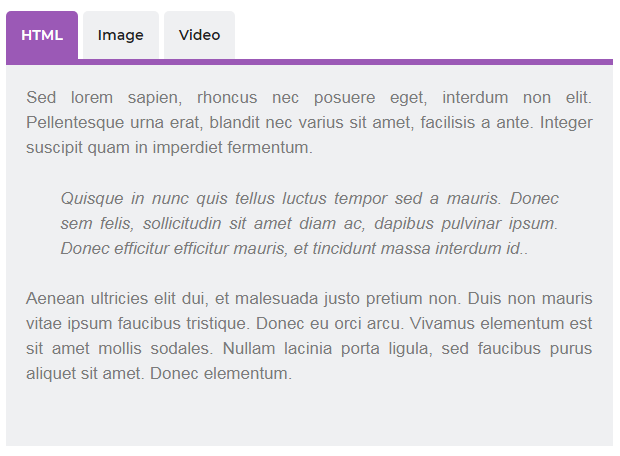 HTML Image Video
Sed lorem sapien, rhoncus nec posuere eget, interdum non elit.
Pellentesque urna erat, blandit nec varius sit amet, facilisis a ante. Integer
suscipit quam in imperdiet fermentum.
Quisque in nunc quis tellus luctus tempor sed a mauris. Donec
sem felis, sollicitudin sit amet diam ac, dapibus pulvinar ipsum.
Donec efficitur efficitur mauris, et tincidunt massa interdum id..
Aenean ultricies elit dui, et malesuada justo pretium non. Duis non mauris
vitae ipsum faucibus tristique. Donec eu orci arcu. Vivamus elementum est
sit amet mollis sodales. Nullam lacinia porta ligula, sed faucibus purus
aliquet sit amet. Donec elementum.